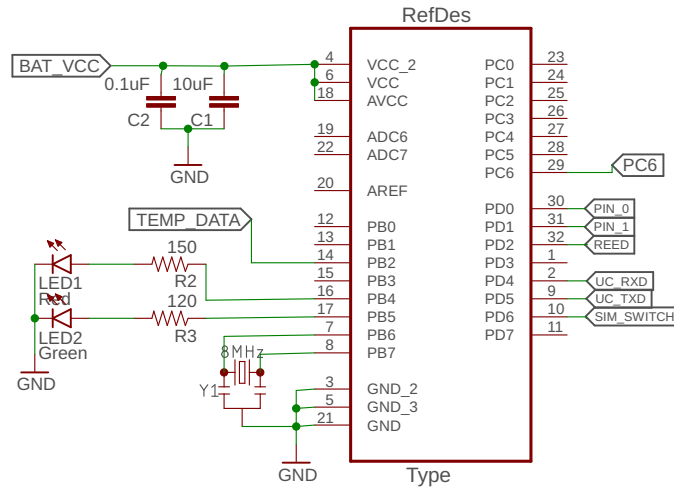 RefDes
BAT_VCC
0.1uF
10uF
C2
C1
GND
4
VCC_2
6
VCC
18
AVCC
19
ADC6
22
ADC7
20
AREF
12
PB0
13
PB1
14
PB2
15
PB3
16
PB4
17
PB5
7
PB6
8
PB7
3
GND_2
5
GND_3
21
GND
PC0
23
PC1
24
PC2
25
PC3
26
PC4
27
PC5
28
PC6
29
PC6
PD0
30
PIN_0
PD1
31
PIN_1
PD2
32
REED
PD3
1
PD4
2
UC_RXD
PD5
9
UC_TXD
PD6
10
SIM_SWITCH
PD7
11
TEMP_DATA
150
R2
LED1
Red
120
R3
LED2
Green
GND
8MHz
Y1
GND
Type